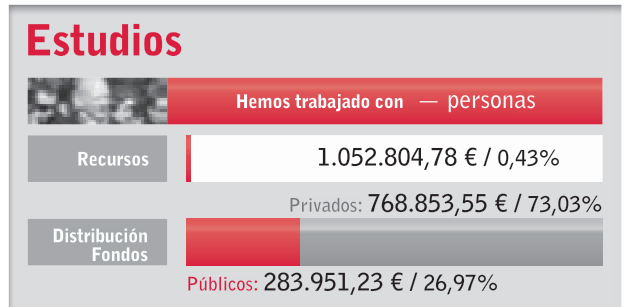 Estudios
Hemos trabajado con — personas
Recursos
1.052.804,78 € / 0,43%
Privados: 768.853,55 € / 73,03%
Distribución
Fondos
Públicos: 283.951,23 € / 26,97%